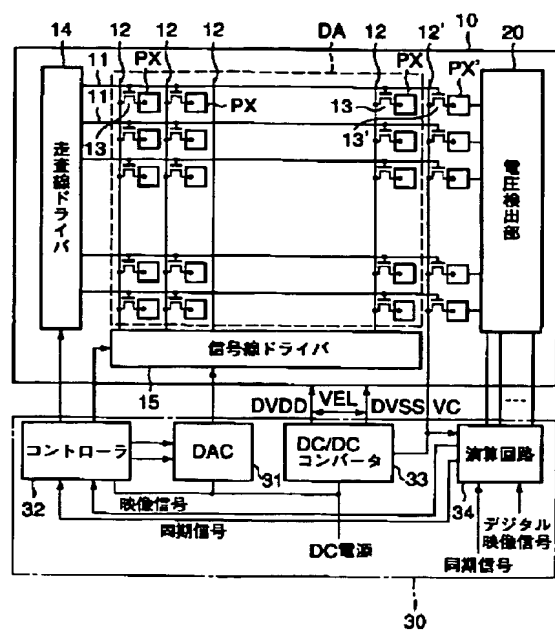 14 12 12 12 DA 12 12' 10 20
PX PX PX'
11
11
PX
13 13
13'
走査線ドライバ
電圧検出部
信号線ドライバ
15 DVDD VEL DVSS VC
コントローラ
DAC
DC/DC
コンバータ
演算回路
32 31 33 34
映像信号
同期信号
DC電源
デジタル
映像信号
同期信号
30